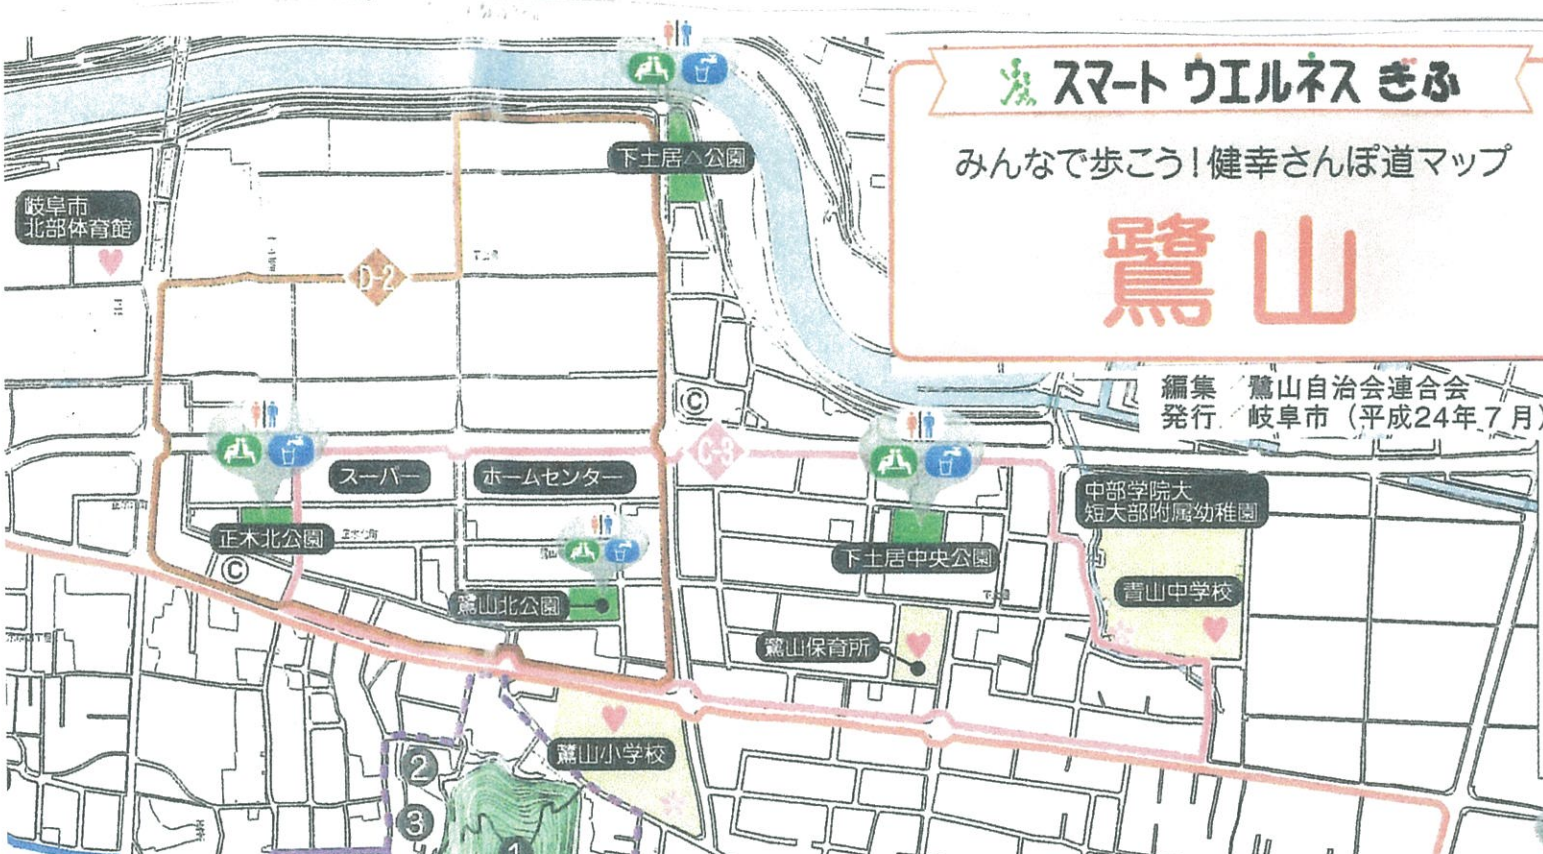 スマート ウエルネス ぎふ
みんなで歩こう!健幸さんぽ道マップ
鷺山
編集／鷺山自治会連合会
発行／岐阜市（平成24年7月）
下土居△公園
岐阜市
北部体育館
D-2
C
C-3
スーパー
ホームセンター
正木北公園
C
鷺山北公園
下土居中央公園
中部学院大
短大部附属幼稚園
青山中学校
鷺山保育所
鷺山小学校
2
3
1